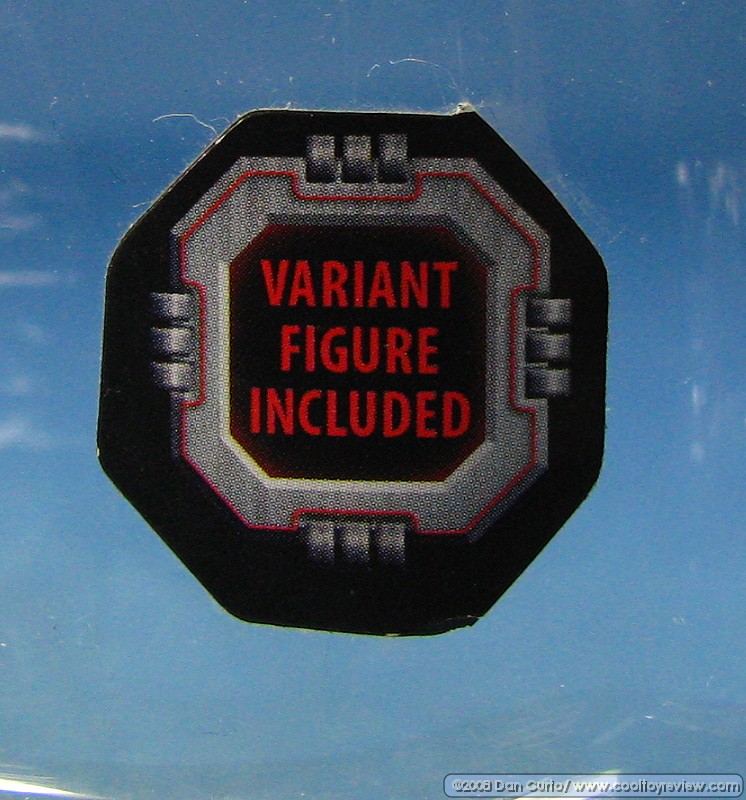 VARIANT
FIGURE
INCLUDED
©2008 Dan Curto/ www.cooltoyreview.com